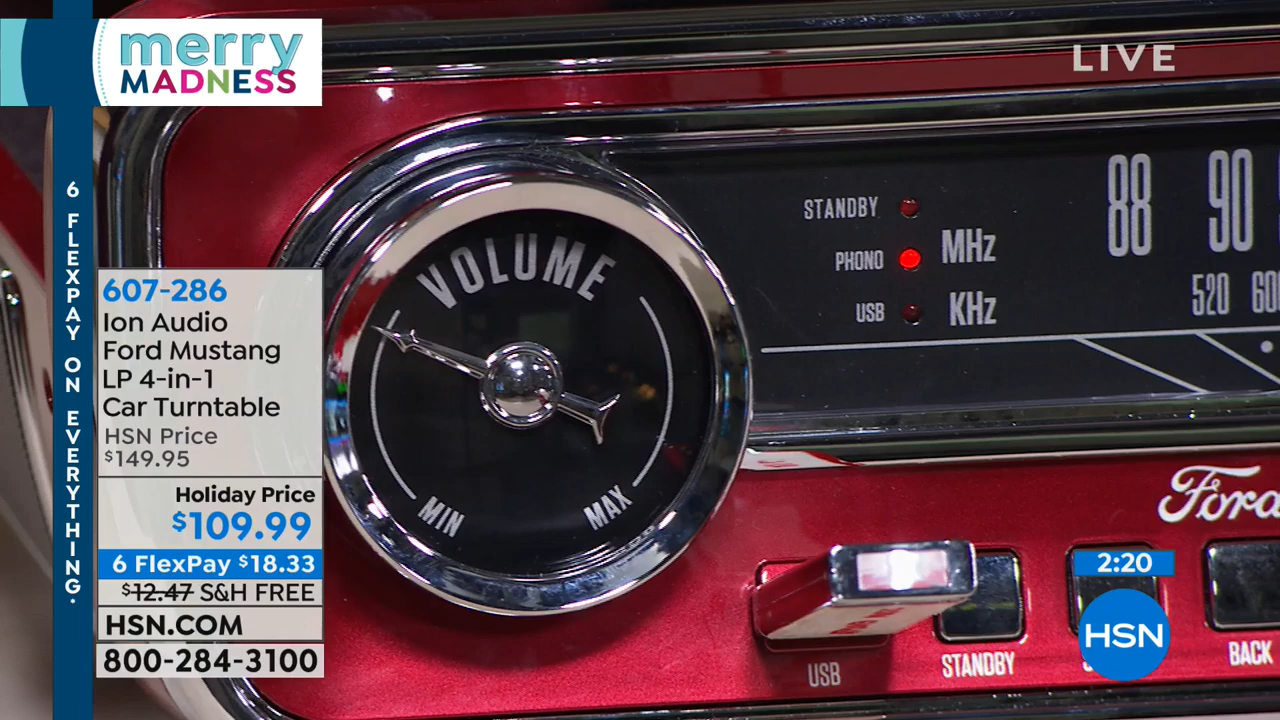 merry
MADNESS
LIVE
6 FLEXPAY ON EVERYTHING.
607-286
Ion Audio
Ford Mustang
LP 4-in-1
Car Turntable
HSN Price
$149.95
Holiday Price
$109.99
6 FlexPay $18.33
$12.47 S&H FREE
HSN.COM
800-284-3100
VOLUME
MIN
MAX
STANDBY
PHONO
USB
MHz
KHz
88 90
520
Ford
USB
STANDBY
BACK
2:20
HSN